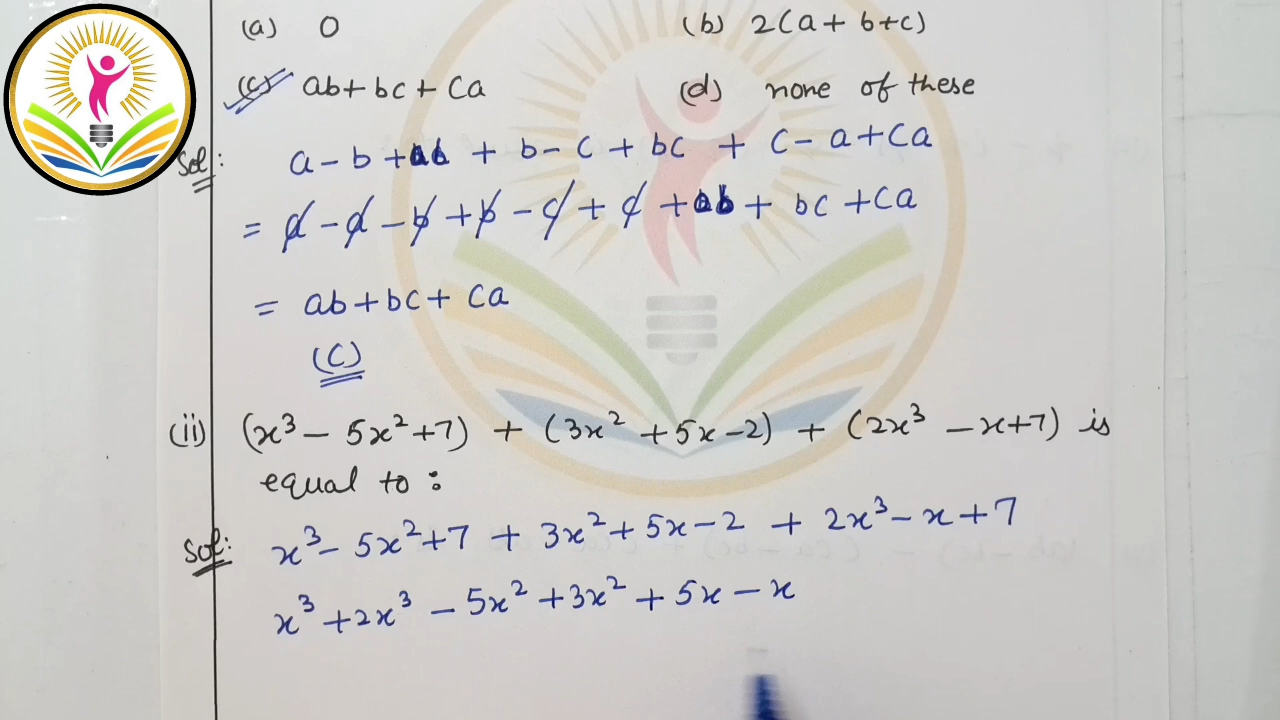 (a) 0 (b) 2(a + b+c)
(c) ab+bc+ca (d) none of these
Sol: a-b+ab + b-c+bc + c-a+ca
= a-a-b+b-c+c+ab+bc+ca
= ab+bc+ca
(c)
(ii) (x³ - 5x²+7) + (3x² +5x-2) + (2x³ -x+7) is
equal to:
Sol: x³- 5x²+7 + 3x²+5x-2 + 2x³-x+7
x³+2x³ -5x²+3x²+5x-x